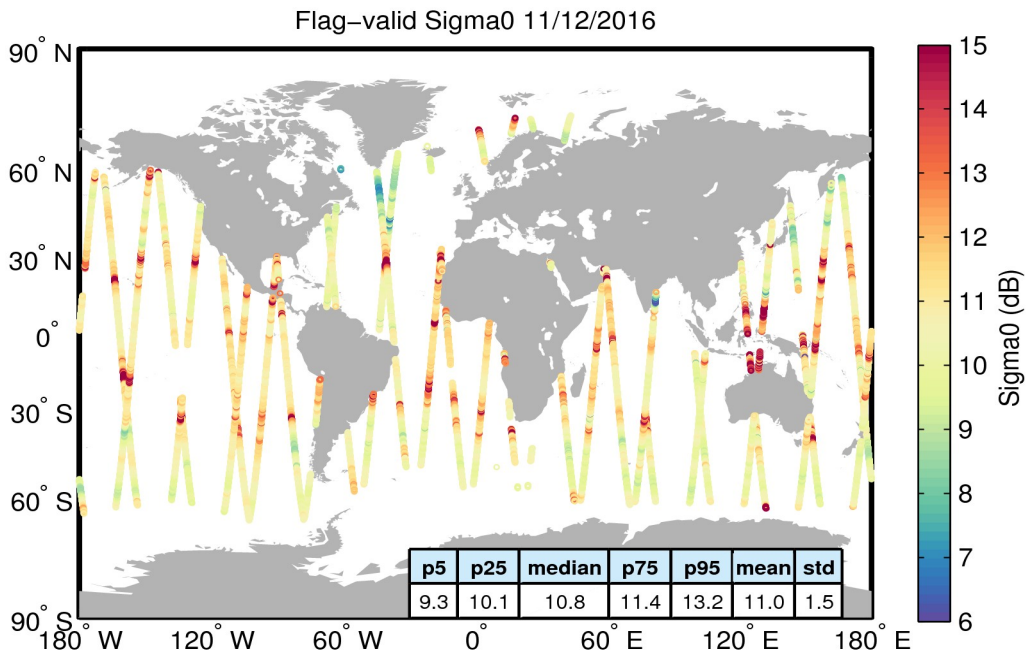 Flag−valid Sigma0 11/12/2016
90° N
60° N
30° N
0°
30° S
60° S
90° S
180° W
120° W
60° W
0°
60° E
120° E
180° E
p5 p25 median p75 p95 mean std
9.3 10.1 10.8 11.4 13.2 11.0 1.5
15
14
13
12
11
10
9
8
7
6
Sigma0 (dB)